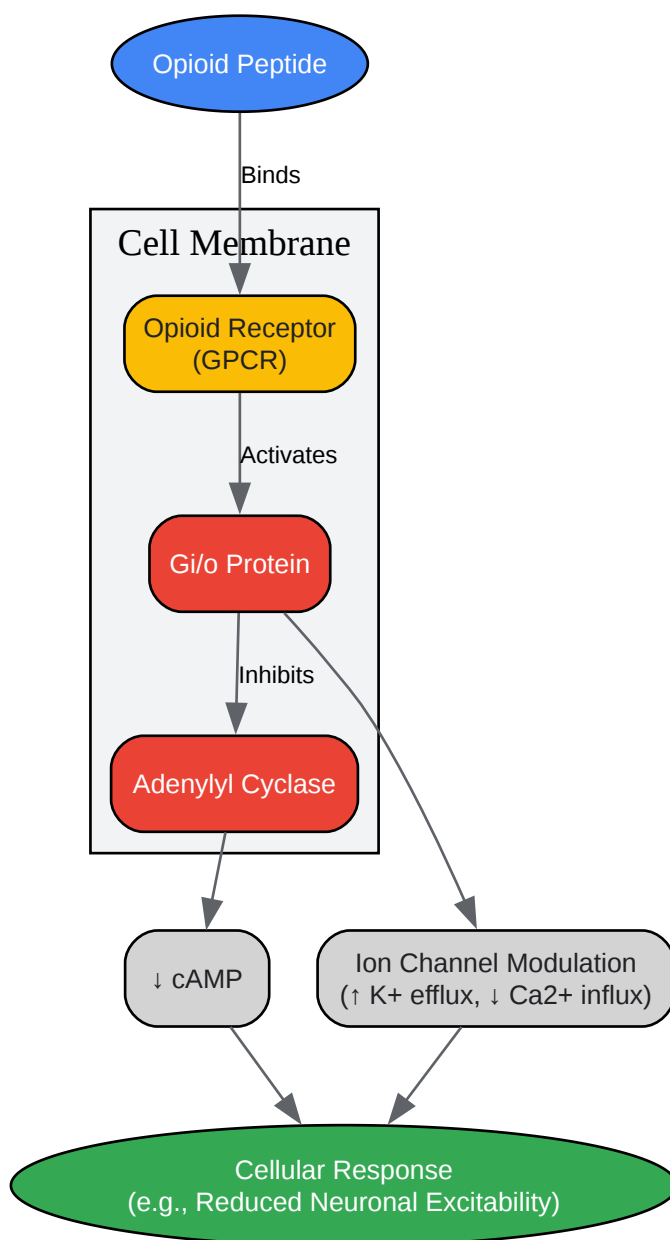 Opioid Peptide
Binds
Cell Membrane
Opioid Receptor
(GPCR)
Activates
Gi/o Protein
Inhibits
Adenylyl Cyclase
↓ cAMP
Ion Channel Modulation
(↑ K+ efflux, ↓ Ca2+ influx)
Cellular Response
(e.g., Reduced Neuronal Excitability)